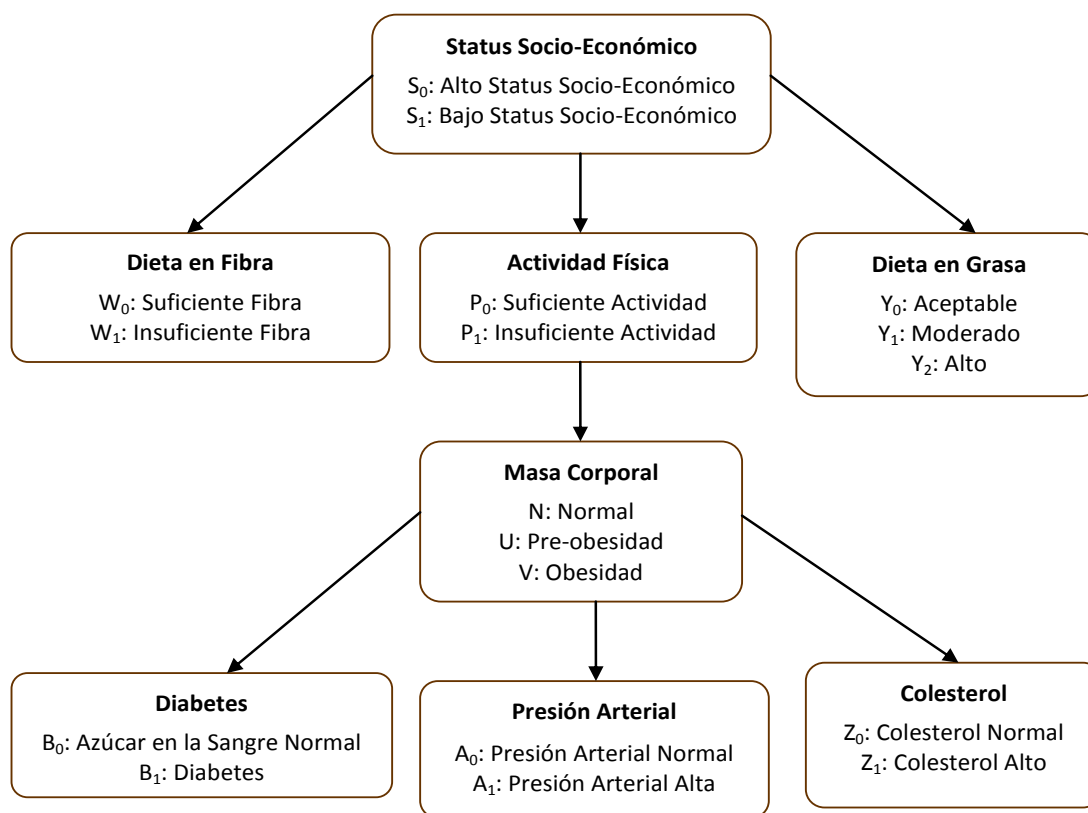 Status Socio-Económico
S₀: Alto Status Socio-Económico
S₁: Bajo Status Socio-Económico
Dieta en Fibra
W₀: Suficiente Fibra
W₁: Insuficiente Fibra
Actividad Física
P₀: Suficiente Actividad
P₁: Insuficiente Actividad
Dieta en Grasa
Y₀: Aceptable
Y₁: Moderado
Y₂: Alto
Masa Corporal
N: Normal
U: Pre-obesidad
V: Obesidad
Diabetes
B₀: Azúcar en la Sangre Normal
B₁: Diabetes
Presión Arterial
A₀: Presión Arterial Normal
A₁: Presión Arterial Alta
Colesterol
Z₀: Colesterol Normal
Z₁: Colesterol Alto